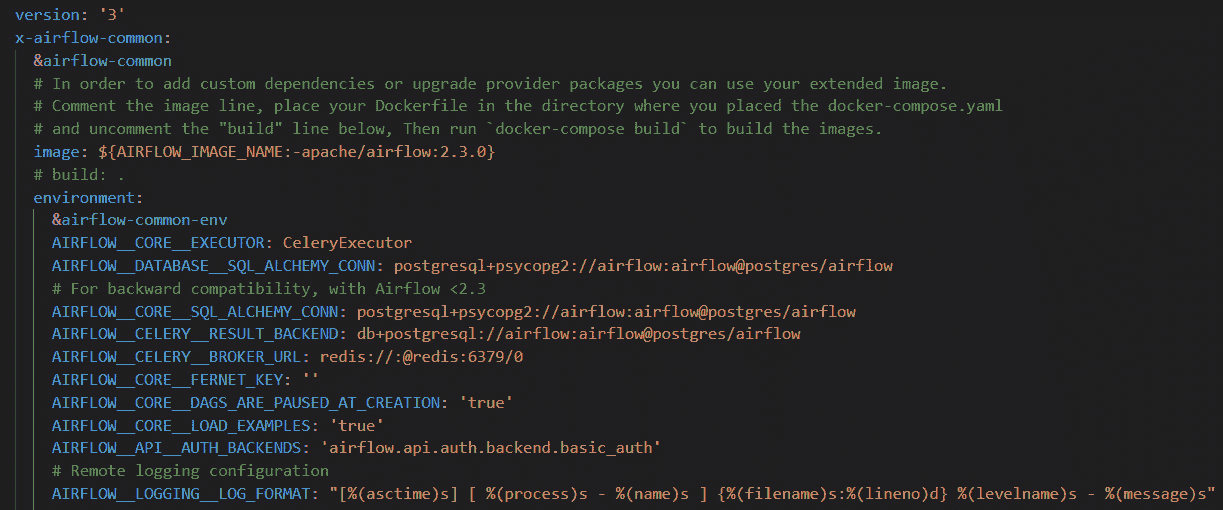 version: '3'
x-airflow-common:
&airflow-common
# In order to add custom dependencies or upgrade provider packages you can use your extended image.
# Comment the image line, place your Dockerfile in the directory where you placed the docker-compose.yaml
# and uncomment the "build" line below, Then run `docker-compose build` to build the images.
image: ${AIRFLOW_IMAGE_NAME:-apache/airflow:2.3.0}
# build: .
environment:
&airflow-common-env
AIRFLOW__CORE__EXECUTOR: CeleryExecutor
AIRFLOW__DATABASE__SQL_ALCHEMY_CONN: postgresql+psycopg2://airflow:airflow@postgres/airflow
# For backward compatibility, with Airflow <2.3
AIRFLOW__CORE__SQL_ALCHEMY_CONN: postgresql+psycopg2://airflow:airflow@postgres/airflow
AIRFLOW__CELERY__RESULT_BACKEND: db+postgresql://airflow:airflow@postgres/airflow
AIRFLOW__CELERY__BROKER_URL: redis://:@redis:6379/0
AIRFLOW__CORE__FERNET_KEY: ''
AIRFLOW__CORE__DAGS_ARE_PAUSED_AT_CREATION: 'true'
AIRFLOW__CORE__LOAD_EXAMPLES: 'true'
AIRFLOW__API__AUTH_BACKENDS: 'airflow.api.auth.backend.basic_auth'
# Remote logging configuration
AIRFLOW__LOGGING__LOG_FORMAT: "[%(asctime)s] [ %(process)s - %(name)s ] {%(filename)s:%(lineno)d} %(levelname)s - %(message)s"